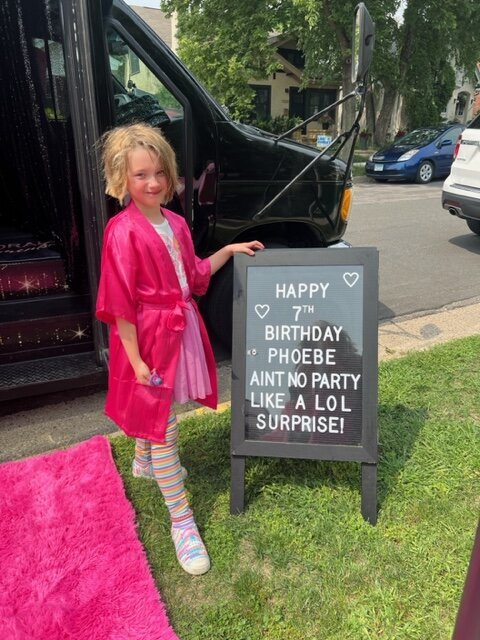 HAPPY
7TH
BIRTHDAY
PHOEBE
AINT NO PARTY
LIKE A LOL
SURPRISE!